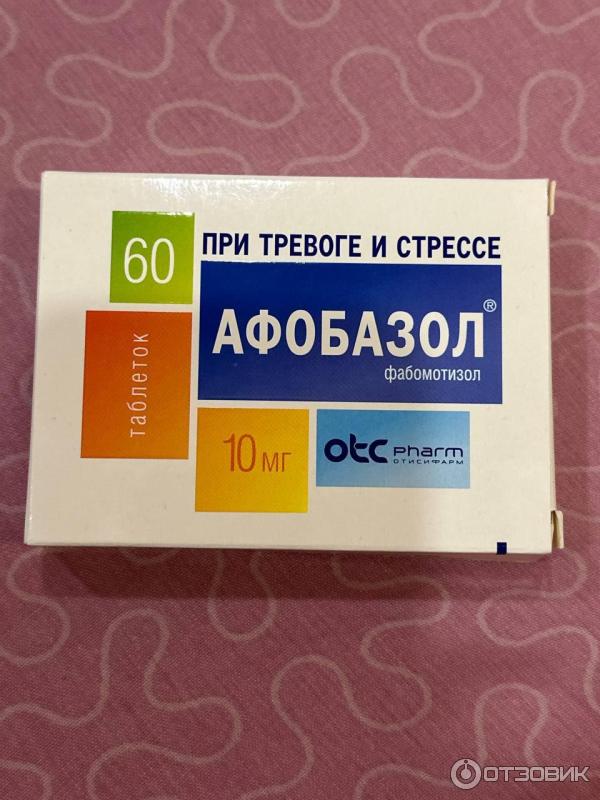 60
ПРИ ТРЕВОГЕ И СТРЕССЕ
АФОБАЗОЛ®
фабомотизол
таблеток
10 мг
otc pharm
ОТИСИФАРМ
ОТЗОВИК